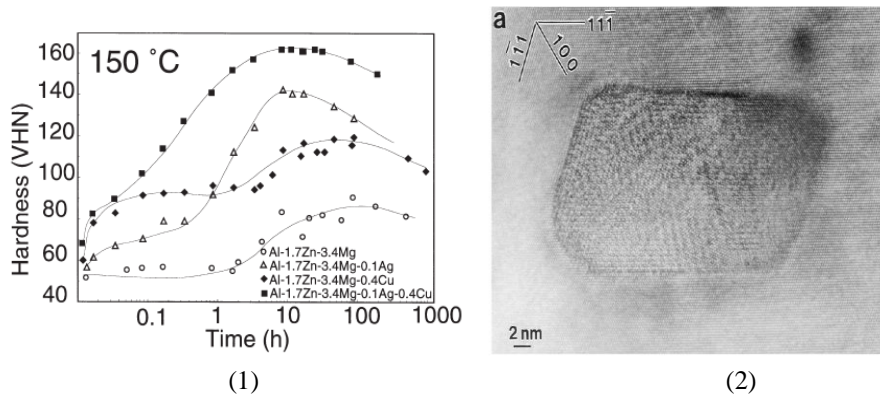 160
150 °C
140
120
100
80
60
40
Hardness (VHN)
Al-1.7Zn-3.4Mg
Al-1.7Zn-3.4Mg-0.1Ag
Al-1.7Zn-3.4Mg-0.4Cu
Al-1.7Zn-3.4Mg-0.1Ag-0.4Cu
0.1 1 10 100 1000
Time (h)
(1)
a
111̅
11̅1
100
2 nm
(2)